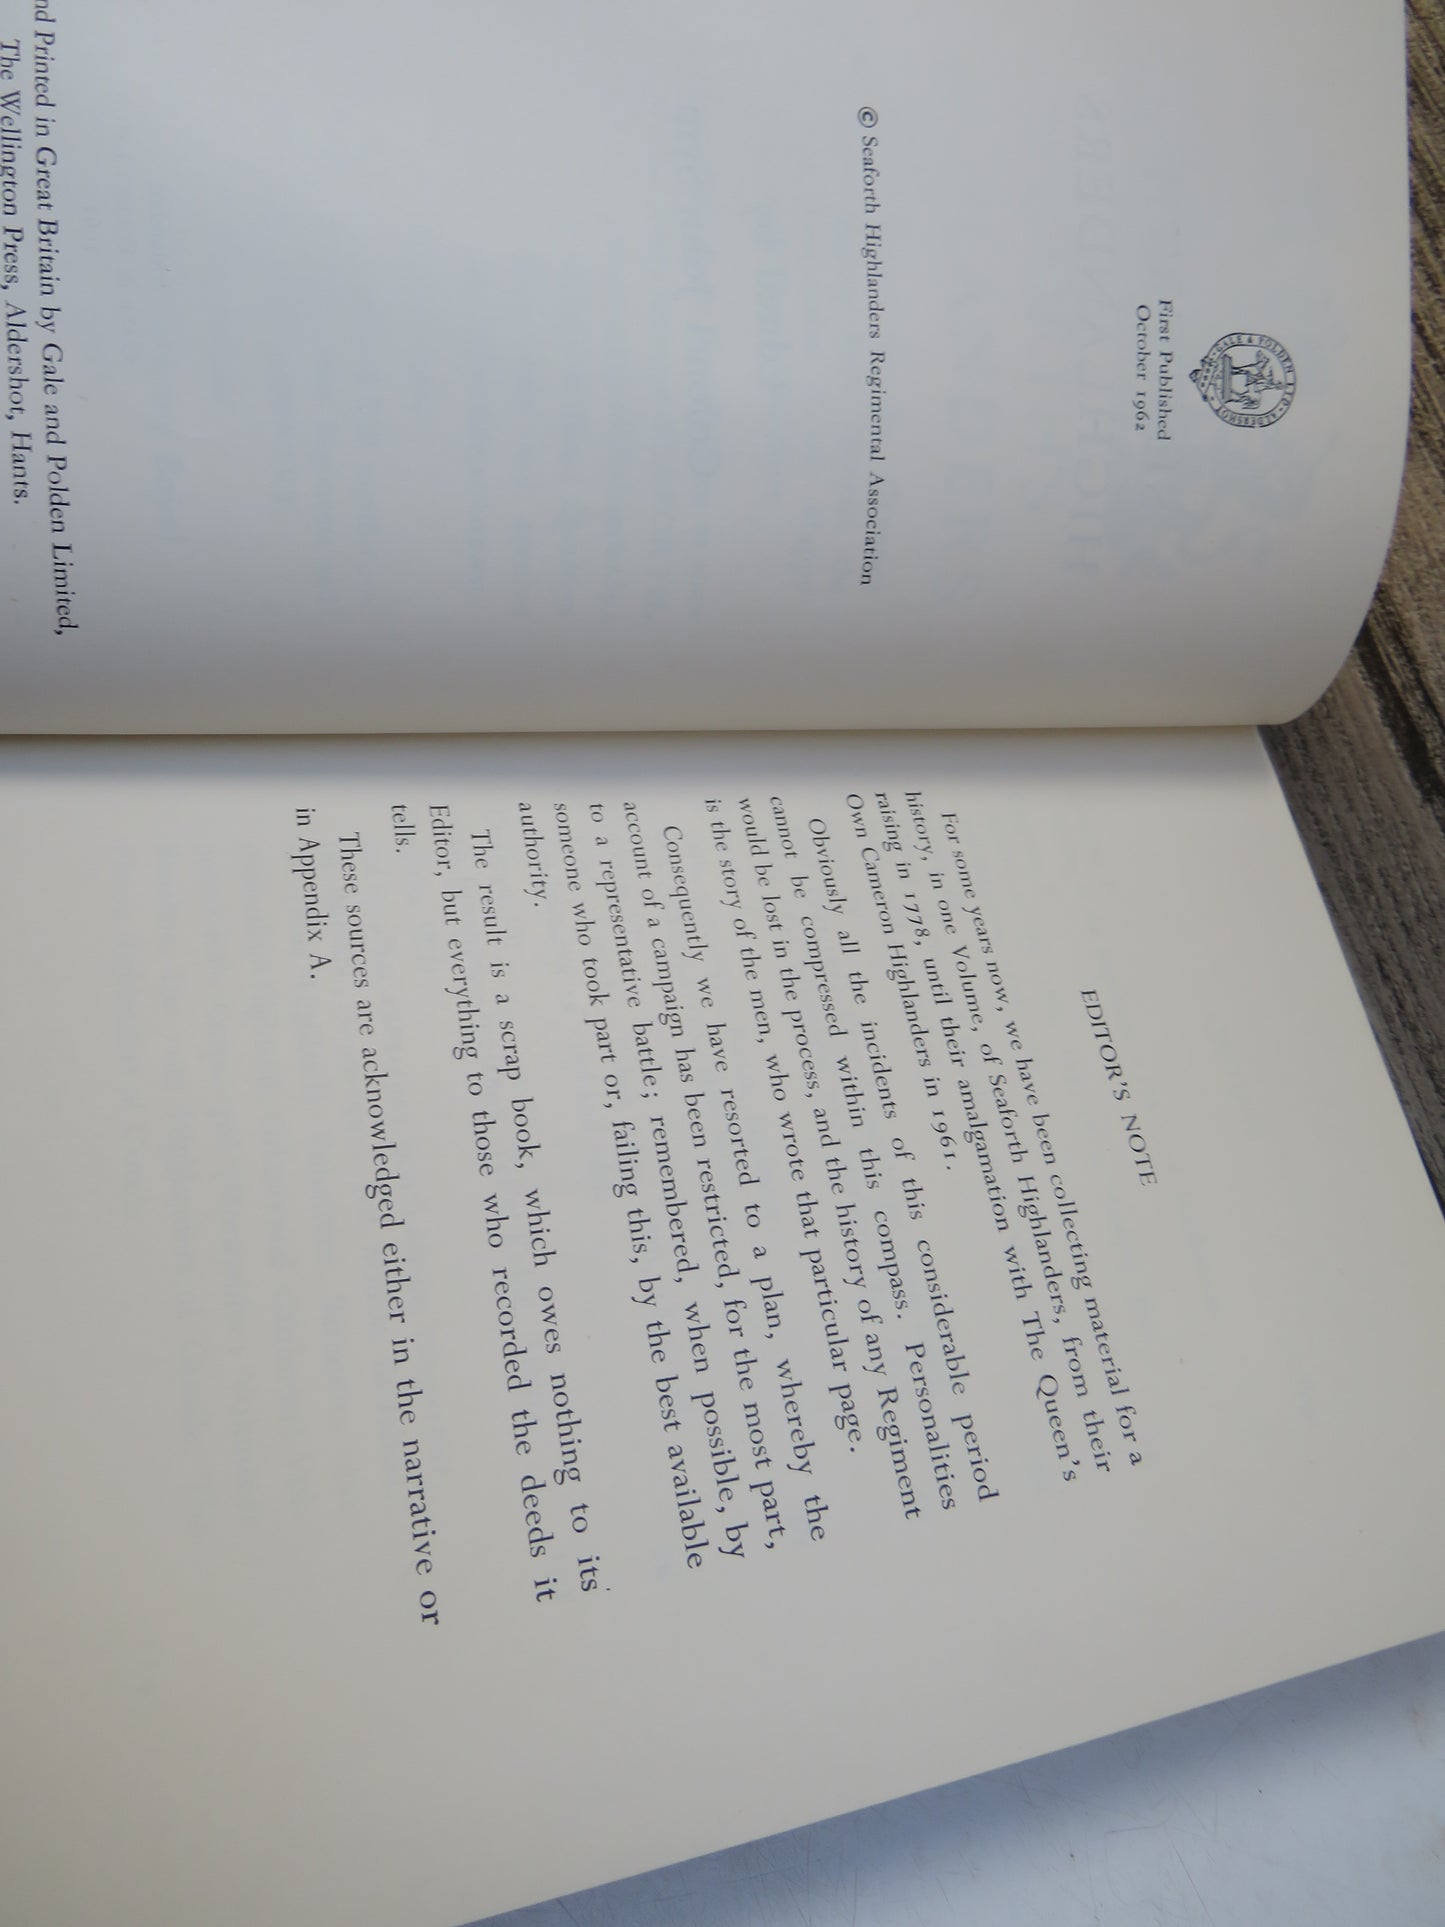 GALE & POLDEN LTD. ALDERSHOT
First Published
October 1962
© Seaforth Highlanders Regimental Association
Printed in Great Britain by Gale and Polden Limited,
The Wellington Press, Aldershot, Hants.
EDITOR'S NOTE
For some years now, we have been collecting material for a
history, in one Volume, of Seaforth Highlanders, from their
raising in 1778, until their amalgamation with The Queen's
Own Cameron Highlanders in 1961.
Obviously all the incidents of this considerable period
cannot be compressed within this compass. Personalities
would be lost in the process, and the history of any Regiment
is the story of the men, who wrote that particular page.
Consequently we have resorted to a plan, whereby the
account of a campaign has been restricted, for the most part,
to a representative battle; remembered, when possible, by
someone who took part or, failing this, by the best available
authority.
The result is a scrap book, which owes nothing to its
Editor, but everything to those who recorded the deeds it
tells.
These sources are acknowledged either in the narrative or
in Appendix A.